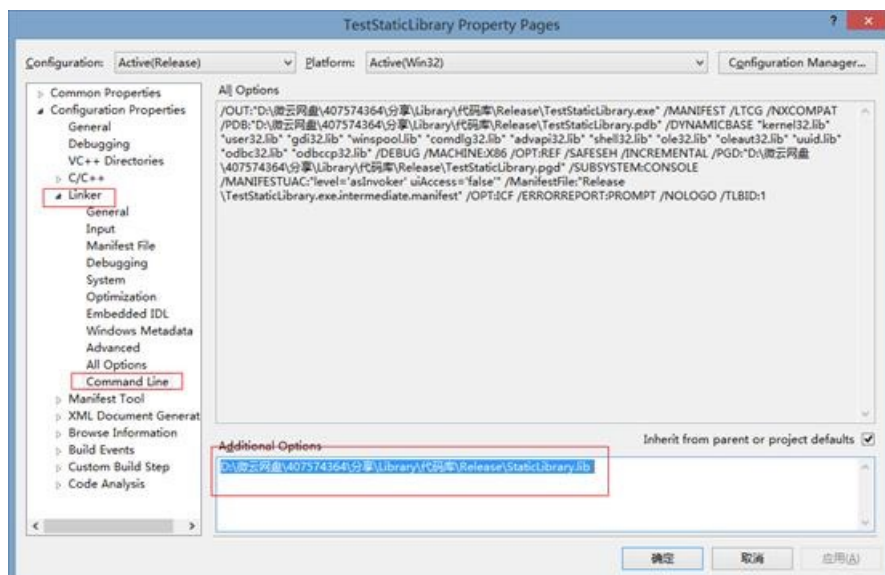 TestStaticLibrary Property Pages
?
Configuration: Active(Release)
Platform: Active(Win32)
Configuration Manager...
Common Properties
Configuration Properties
General
Debugging
VC++ Directories
C/C++
Linker
General
Input
Manifest File
Debugging
System
Optimization
Embedded IDL
Windows Metadata
Advanced
All Options
Command Line
Manifest Tool
XML Document Generat
Browse Information
Build Events
Custom Build Step
Code Analysis
All Options
/OUT:"D:\微云网盘\407574364\分享\Library\代码库\Release\TestStaticLibrary.exe" /MANIFEST /LTCG /NXCOMPAT
/PDB:"D:\微云网盘\407574364\分享\Library\代码库\Release\TestStaticLibrary.pdb" /DYNAMICBASE "kernel32.lib"
"user32.lib" "gdi32.lib" "winspool.lib" "comdlg32.lib" "advapi32.lib" "shell32.lib" "ole32.lib" "oleaut32.lib" "uuid.lib"
"odbc32.lib" "odbccp32.lib" /DEBUG /MACHINE:X86 /OPT:REF /SAFESEH /INCREMENTAL /PGD:"D:\微云网盘
\407574364\分享\Library\代码库\Release\TestStaticLibrary.pgd" /SUBSYSTEM:CONSOLE
/MANIFESTUAC:"level='asInvoker' uiAccess='false'" /ManifestFile:"Release
\TestStaticLibrary.exe.intermediate.manifest" /OPT:ICF /ERRORREPORT:PROMPT /NOLOGO /TLBID:1
Additional Options
Inherit from parent or project defaults
D:\微云网盘\407574364\分享\Library\代码库\Release\StaticLibrary.lib
确定
取消
应用(A)